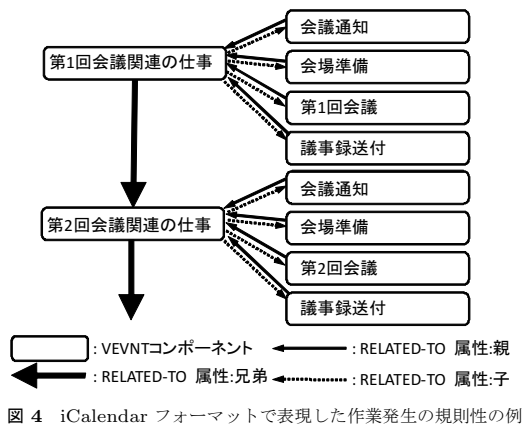 会議通知
第1回会議関連の仕事
会場準備
第1回会議
議事録送付
会議通知
第2回会議関連の仕事
会場準備
第2回会議
議事録送付
: VEVNTコンポーネント
: RELATED-TO 属性:親
: RELATED-TO 属性:兄弟
: RELATED-TO 属性:子
図 4 iCalendar フォーマットで表現した作業発生の規則性の例